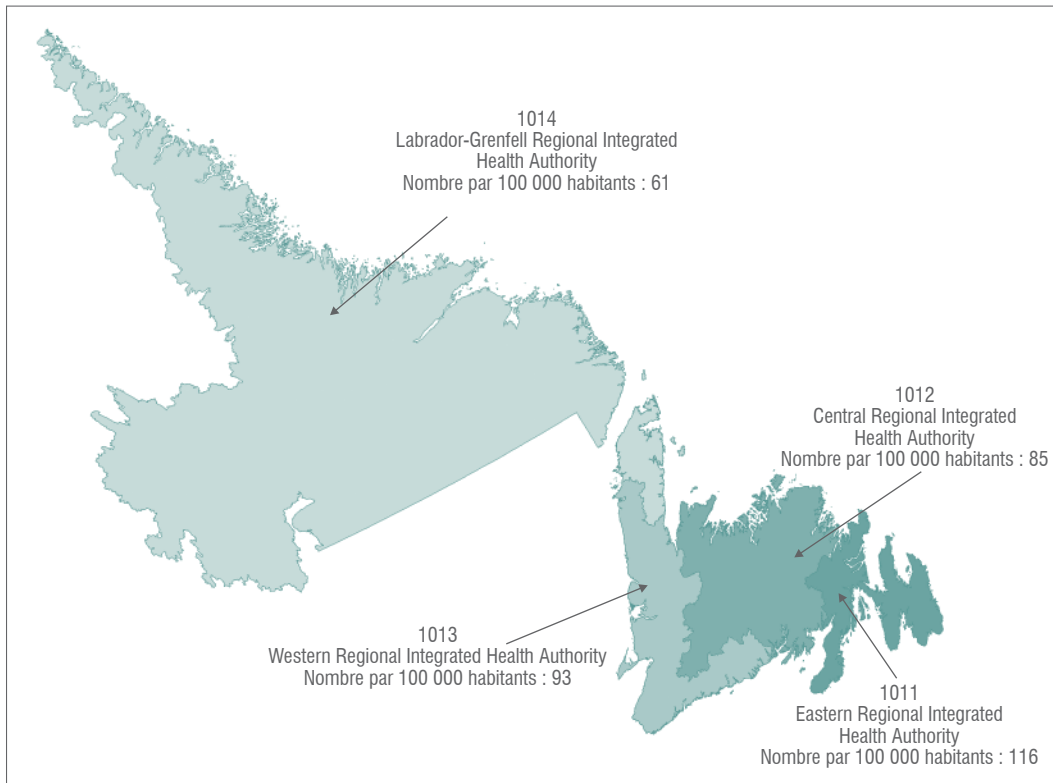 1014
Labrador-Grenfell Regional Integrated
Health Authority
Nombre par 100 000 habitants : 61
1012
Central Regional Integrated
Health Authority
Nombre par 100 000 habitants : 85
1013
Western Regional Integrated Health Authority
Nombre par 100 000 habitants : 93
1011
Eastern Regional Integrated
Health Authority
Nombre par 100 000 habitants : 116